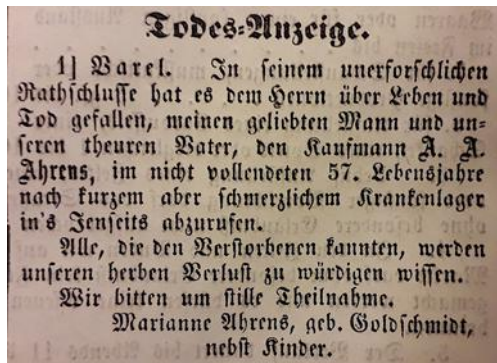 Todes-Anzeige.
1] Varel. In seinem unerforschlichen
Rathschlusse hat es dem Herrn über Leben und
Tod gefallen, meinen geliebten Mann und un-
seren theuren Vater, den Kaufmann A. A.
Ahrens, im nicht vollendeten 57. Lebensjahre
nach kurzem aber schmerzlichem Krankenlager
in's Jenseits abzurufen.
Alle, die den Verstorbenen kannten, werden
unseren herben Verlust zu würdigen wissen.
Wir bitten um stille Theilnahme.
Marianne Ahrens, geb. Goldschmidt,
nebst Kinder.